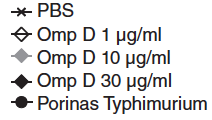 PBS
Omp D 1 µg/ml
Omp D 10 µg/ml
Omp D 30 µg/ml
Porinas Typhimurium